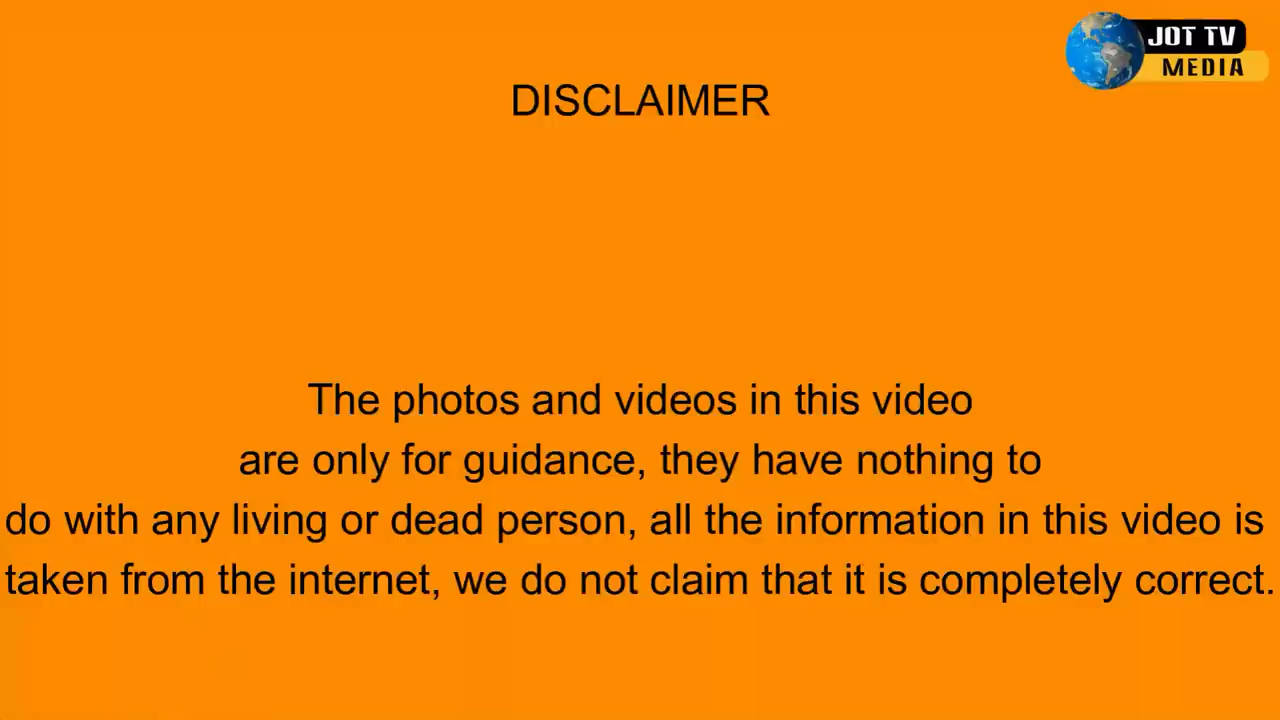 JOT TV
MEDIA
DISCLAIMER
The photos and videos in this video
are only for guidance, they have nothing to
do with any living or dead person, all the information in this video is
taken from the internet, we do not claim that it is completely correct.